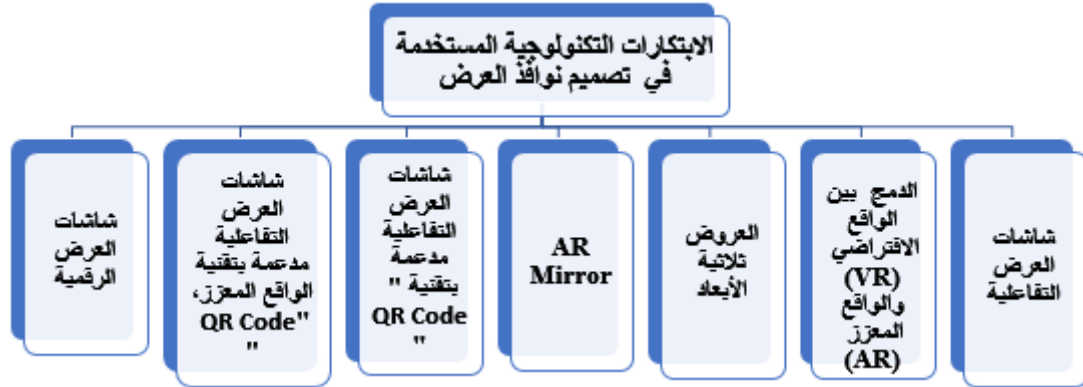 الابتكارات التكنولوجية المستخدمة
في تصميم نوافذ العرض
شاشات
العرض
التفاعلية
الدمج بين
الواقع
الافتراضي
(VR)
والواقع
المعزز
(AR)
العروض
ثلاثية
الأبعاد
AR
Mirror
شاشات
العرض
التفاعلية
مدعمة
بتقنية "
QR Code
"
شاشات
العرض
التفاعلية
مدعمة بتقنية
الواقع المعزز،
"QR Code
"
شاشات
العرض
الرقمية